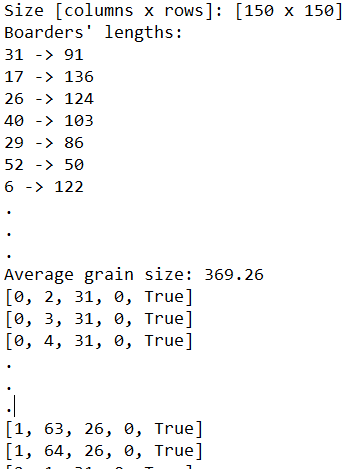 Size [columns x rows]: [150 x 150]
Boarders' lengths:
31 -> 91
17 -> 136
26 -> 124
40 -> 103
29 -> 86
52 -> 50
6 -> 122
.
.
.
Average grain size: 369.26
[0, 2, 31, 0, True]
[0, 3, 31, 0, True]
[0, 4, 31, 0, True]
.
.
.
[1, 63, 26, 0, True]
[1, 64, 26, 0, True]